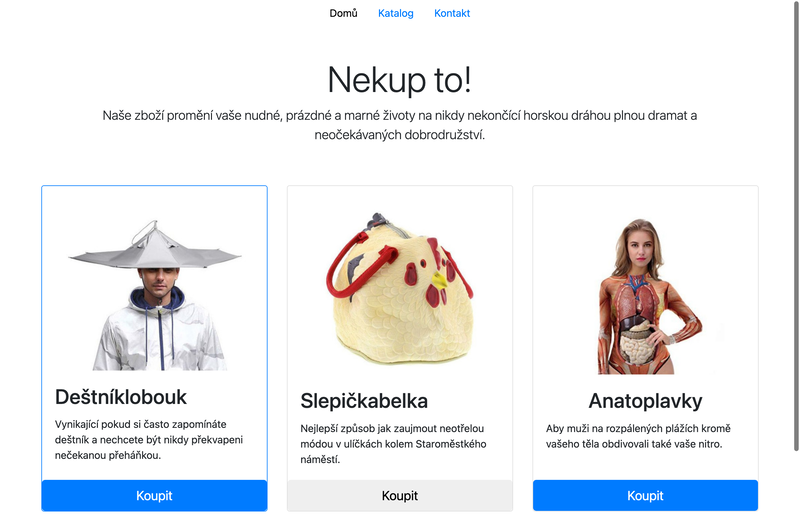 Domů Katalog Kontakt
Nekup to!
Naše zboží promění vaše nudné, prázdné a marné životy na nikdy nekončící horskou dráhou plnou dramat a
neočekávaných dobrodružství.
Deštníklobouk
Vynikající pokud si často zapomínáte
deštník a nechcete být nikdy překvapeni
nečekanou přeháňkou.
Koupit
Slepičkabelka
Nejlepší způsob jak zaujmout neotřelou
módou v ulíčkách kolem Staroměstkého
náměstí.
Koupit
Anatoplavky
Aby muži na rozpálených plážích kromě
vašeho těla obdivovali také vaše nitro.
Koupit